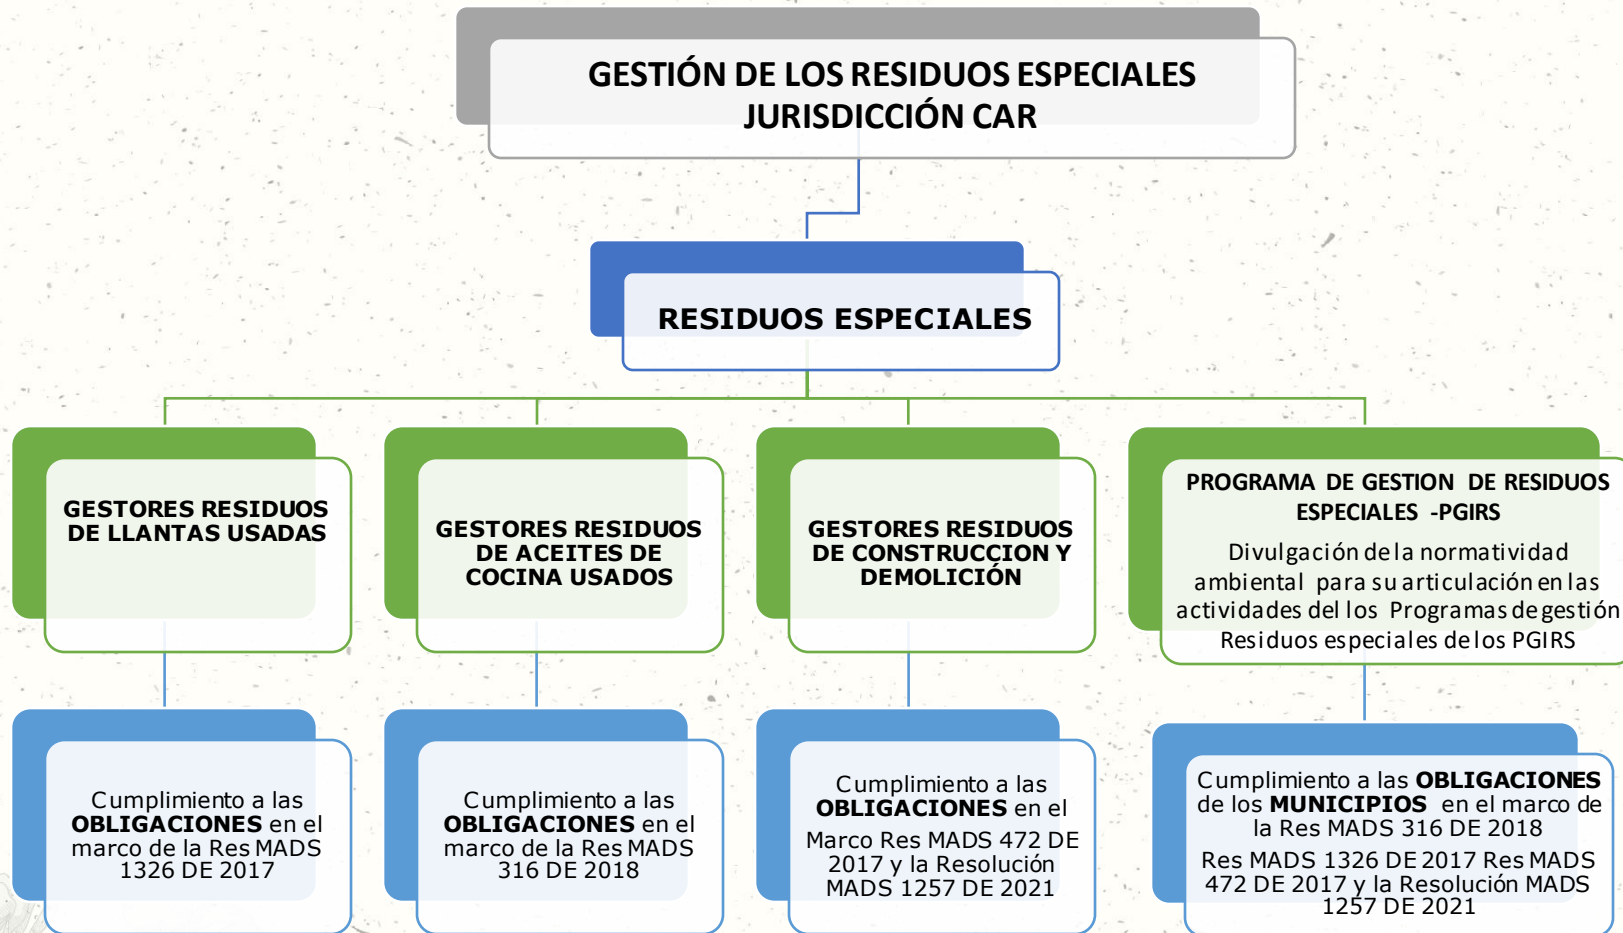 GESTIÓN DE LOS RESIDUOS ESPECIALES
JURISDICCIÓN CAR
RESIDUOS ESPECIALES
GESTORES RESIDUOS
DE LLANTAS USADAS
GESTORES RESIDUOS
DE ACEITES DE
COCINA USADOS
GESTORES RESIDUOS
DE CONSTRUCCION Y
DEMOLICIÓN
PROGRAMA DE GESTION DE RESIDUOS
ESPECIALES -PGIRS
Divulgación de la normatividad
ambental para su articulación en las
actividades del los Programas de gestión
Residuos especiales de los PGIRS
Cumplimiento a las
OBLIGACIONES en el
marco de la Res MADS
1326 DE 2017
Cumplimiento a las
OBLIGACIONES en el
marco de la Res MADS
316 DE 2018
Cumplimiento a las
OBLIGACIONES en el
Marco Res MADS 472 DE
2017 y la Resolución
MADS 1257 DE 2021
Cumplimiento a las OBLIGACIONES
de los MUNICIPIOS en el marco de
la Res MADS 316 DE 2018
Res MADS 1326 DE 2017 Res MADS
472 DE 2017 y la Resolución MADS
1257 DE 2021